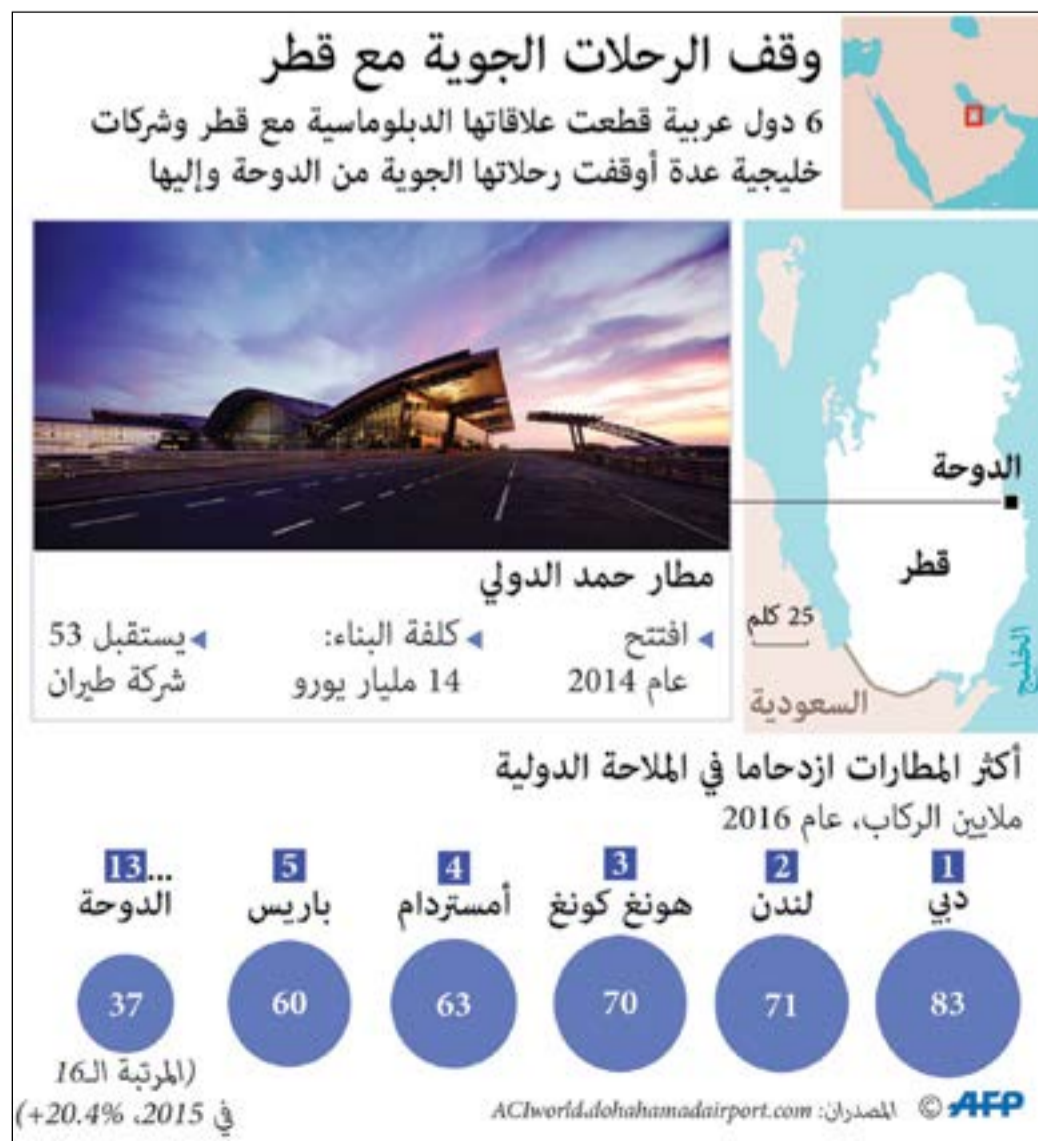 وقف الرحلات الجوية مع قطر
6 دول عربية قطعت علاقاتها الدبلوماسية مع قطر وشركات
خليجية عدة أوقفت رحلاتها الجوية من الدوحة وإليها
الدوحة
قطر
25 كلم
الخليج
السعودية
مطار حمد الدولي
افتتح
عام 2014
كلفة البناء:
14 مليار يورو
يستقبل 53
شركة طيران
أكثر المطارات ازدحاما في الملاحة الدولية
ملايين الركاب، عام 2016
1
دبي
83
2
لندن
71
3
هونغ كونغ
70
4
أمستردام
63
5
باريس
60
...13
الدوحة
37
(المرتبة الـ16
في 2015، 20.4%+)
© AFP المصدران: ACIworld.dohahamadairport.com